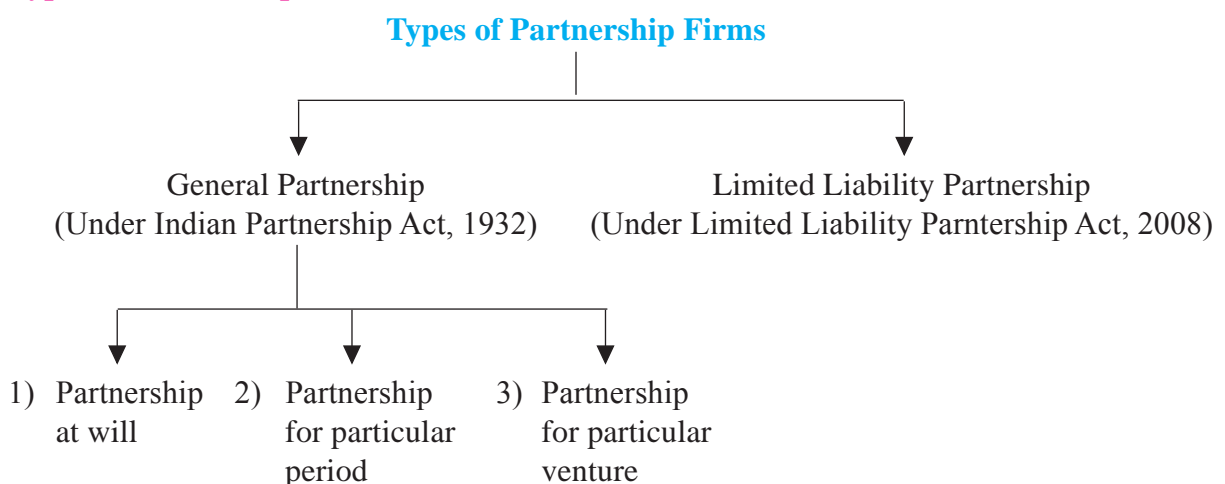 Types of Partnership Firms
General Partnership
(Under Indian Partnership Act, 1932)
Limited Liability Partnership
(Under Limited Liability Parntership Act, 2008)
1) Partnership
at will
2) Partnership
for particular
period
3) Partnership
for particular
venture